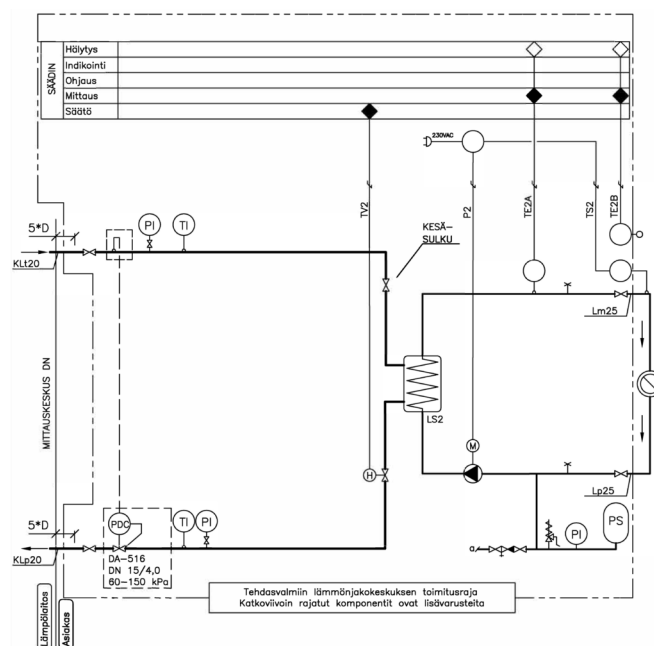 SÄÄDIN
Hälytys
Indikointi
Ohjaus
Mittaus
Säätö
230VAC
TV2
P2
TE2A
TS2
TE2B
5*D
PI
TI
KESÄ-
SULKU
KLt20
Lm25
MITTAUSKESKUS DN
LS2
M
H
Lp25
5*D
PDC
TI
PI
PI
PS
KLp20
DA-516
DN 15/4,0
60-150 kPa
Tehdasvalmiin lämmönjakokeskuksen toimitusraja
Katkoviivoin rajatut komponentit ovat lisävarusteita
Lämpölaitos
Asiakas